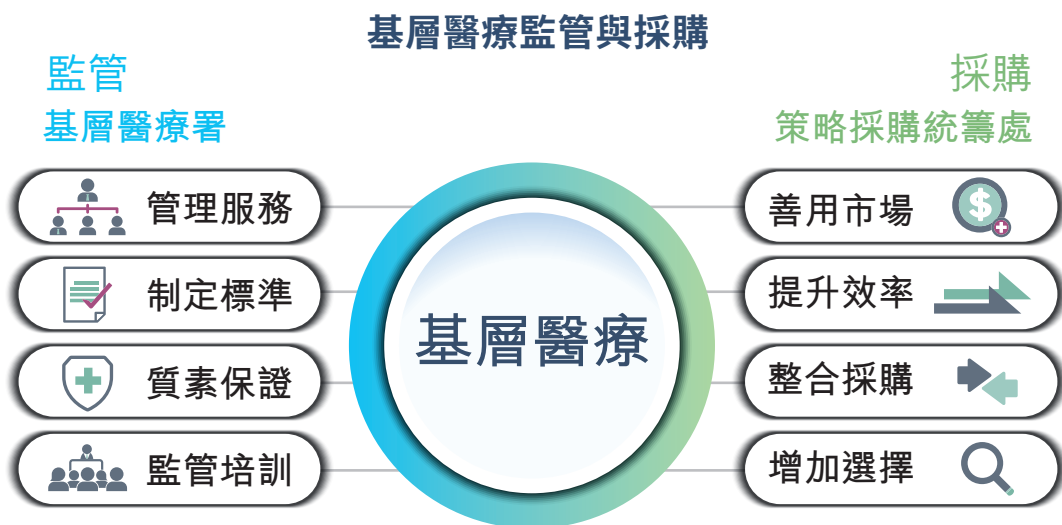 基層醫療監管與採購
監管
基層醫療署
採購
策略採購統籌處
管理服務
制定標準
質素保證
監管培訓
基層醫療
善用市場
$
提升效率
整合採購
增加選擇